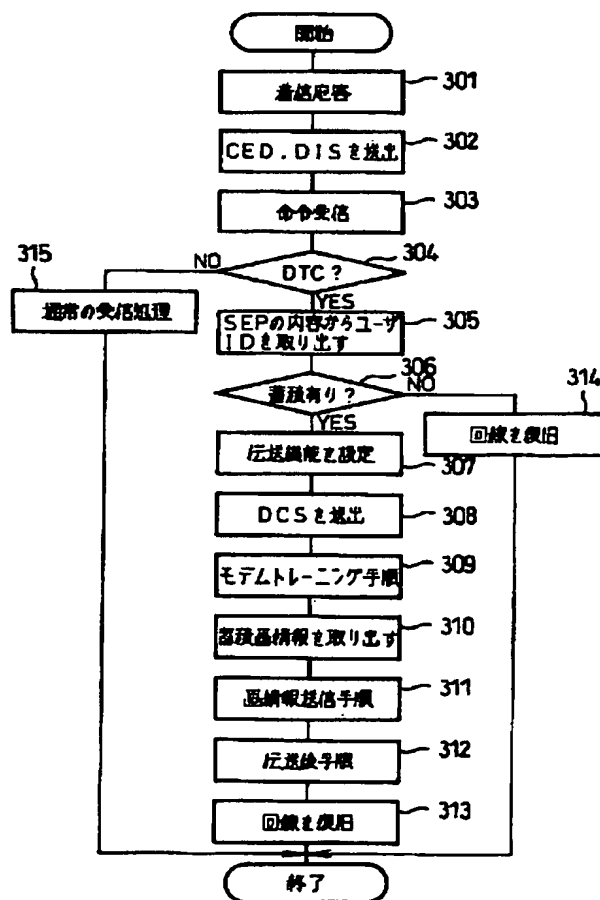 開始
着信応答
301
CED.DISを送出
302
命令受信
303
DTC?
304
NO
YES
315
通常の受信処理
SEPの内容からユーザ
IDを取り出す
305
蓄積有り?
306
NO
YES
314
回線を復旧
伝送機能を設定
307
DCSを送出
308
モデムトレーニング手順
309
蓄積画情報を取り出す
310
画情報送信手順
311
伝送後手順
312
回線を復旧
313
終了